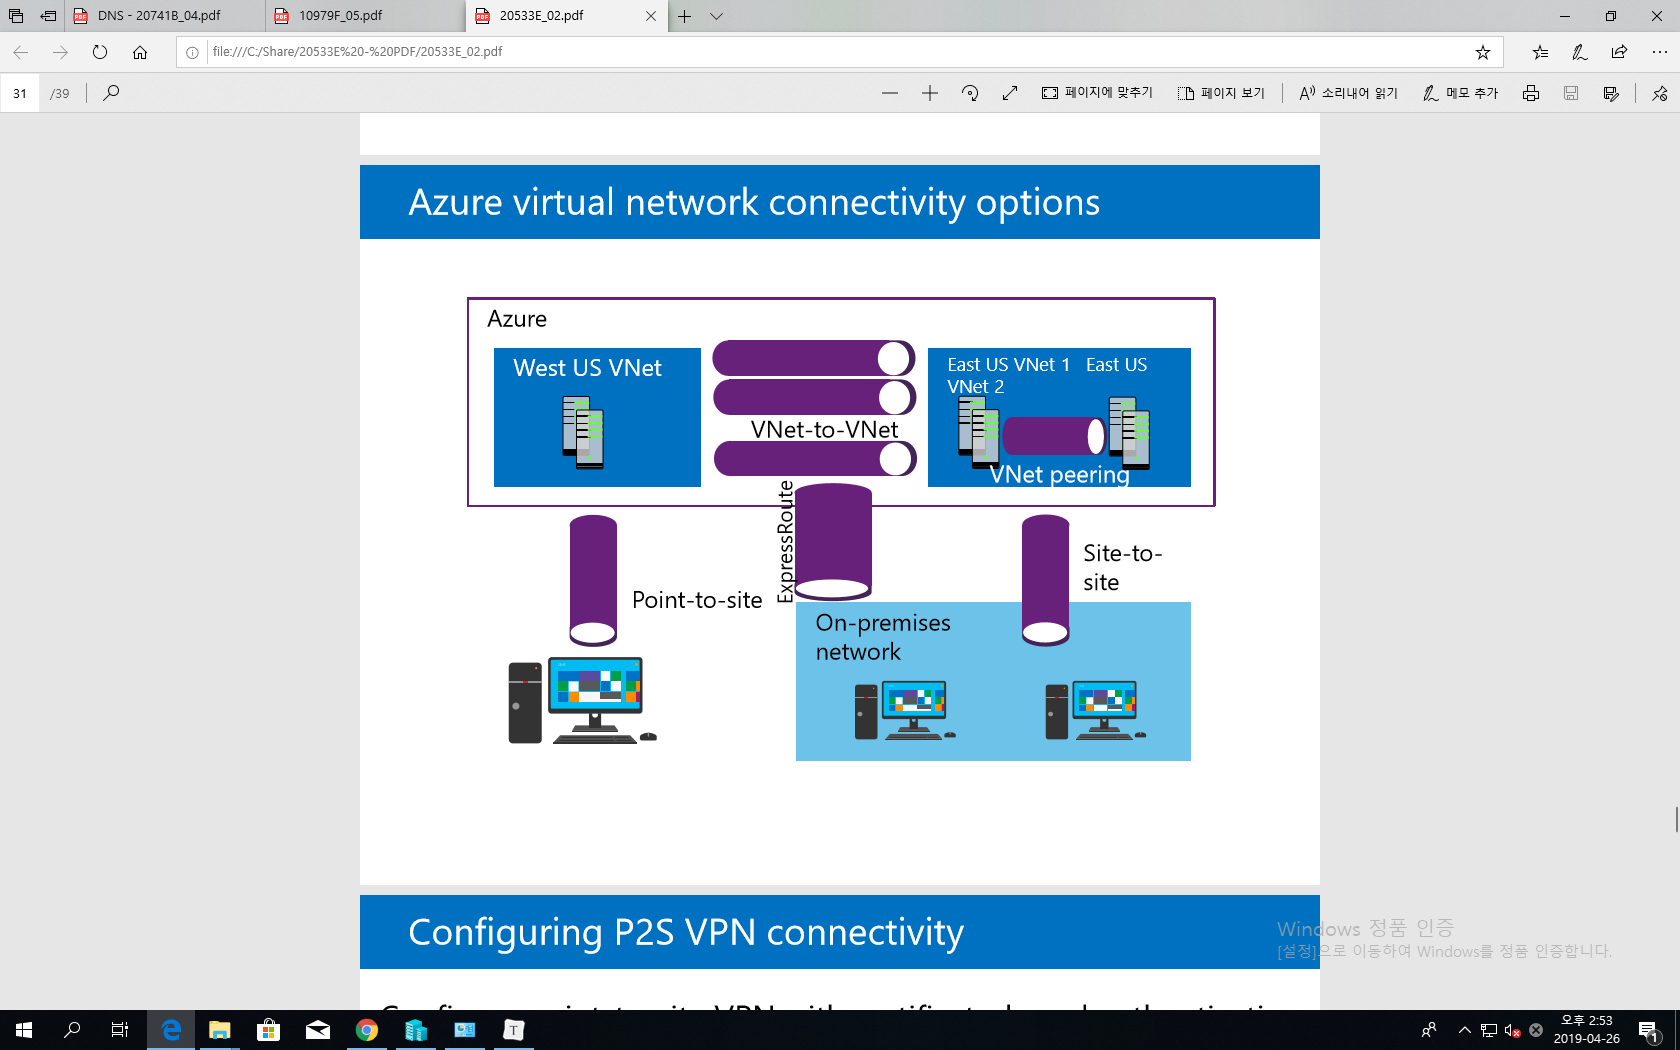 DNS - 20741B_04.pdf
10979F_05.pdf
20533E_02.pdf
file:///C:/Share/20533E%20-%20PDF/20533E_02.pdf
31 /39
페이지에 맞추기
페이지 보기
소리내어 읽기
메모 추가
Azure virtual network connectivity options
Azure
West US VNet
East US VNet 1 East US
VNet 2
VNet-to-VNet
VNet peering
ExpressRoute
Point-to-site
Site-to-
site
On-premises
network
Configuring P2S VPN connectivity
Windows 정품 인증
[설정]으로 이동하여 Windows를 정품 인증합니다.
오후 2:53
2019-04-26
1